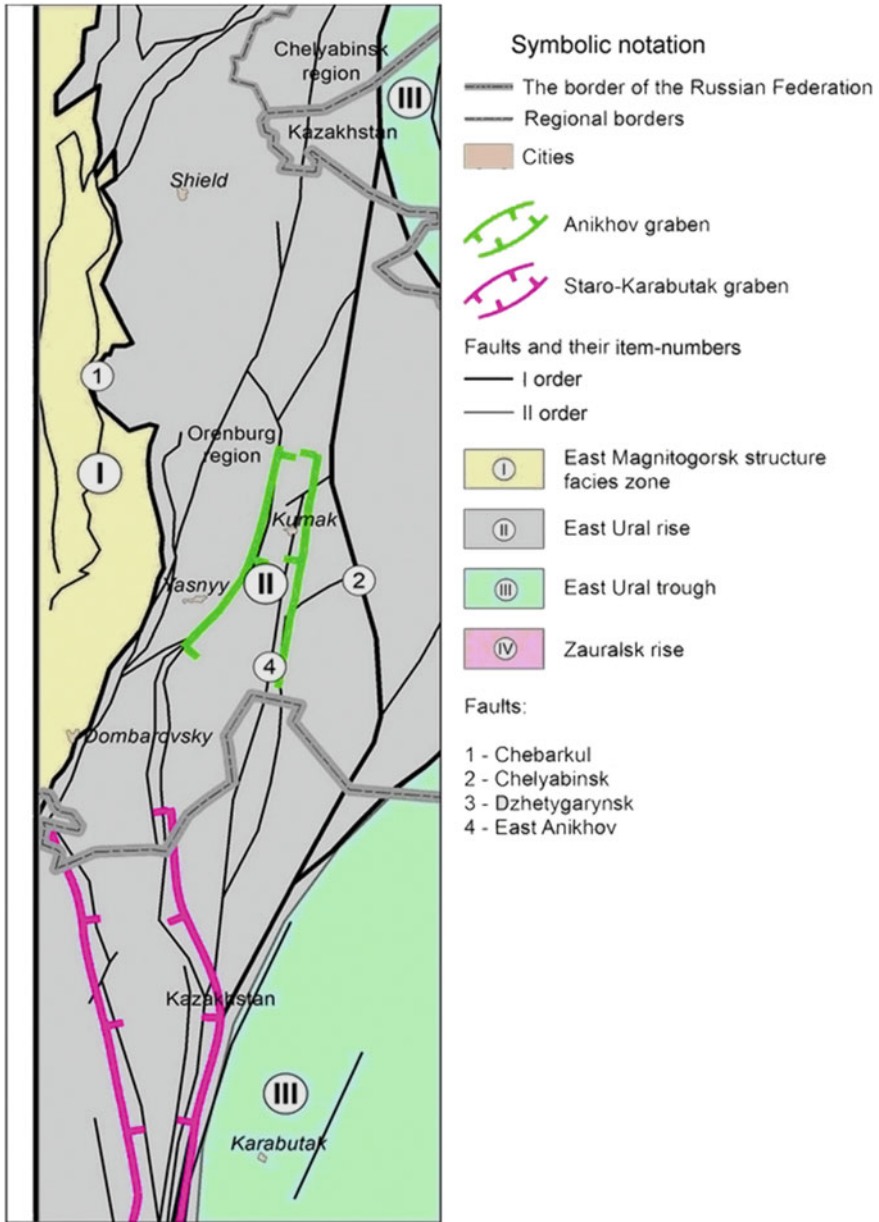 Chelyabinsk
region
III
Kazakhstan
Shield
1
Orenburg
region
I
Kumak
II
2
Yasnyy
4
Dombarovsky
Kazakhstan
III
Karabutak
Symbolic notation
The border of the Russian Federation
Regional borders
Cities
Anikhov graben
Staro-Karabutak graben
Faults and their item-numbers
I order
II order
I
East Magnitogorsk structure
facies zone
II
East Ural rise
III
East Ural trough
IV
Zauralsk rise
Faults:
1 - Chebarkul
2 - Chelyabinsk
3 - Dzhetygarynsk
4 - East Anikhov